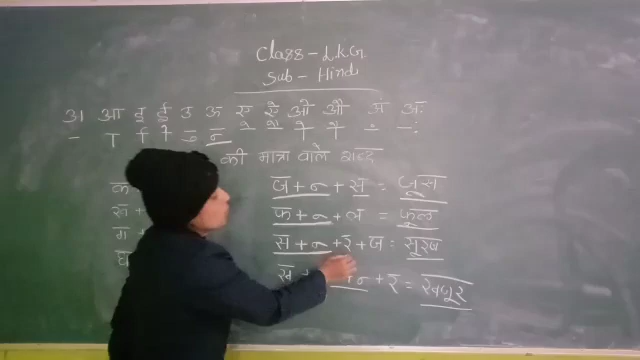 Class - LKG
Sub - Hindi
अ आ इ ई उ ऊ ए ऐ ओ औ अं अः
- ा ि ी ु ू े ै ो ौ ं ः
की मात्रा वाले शब्द
क
ज + ू + स = जूस
ख +
फ + ू + ल = फूल
ग +
स + ू + र + ज = सूरज
घ
ख + ू + र = खजूर